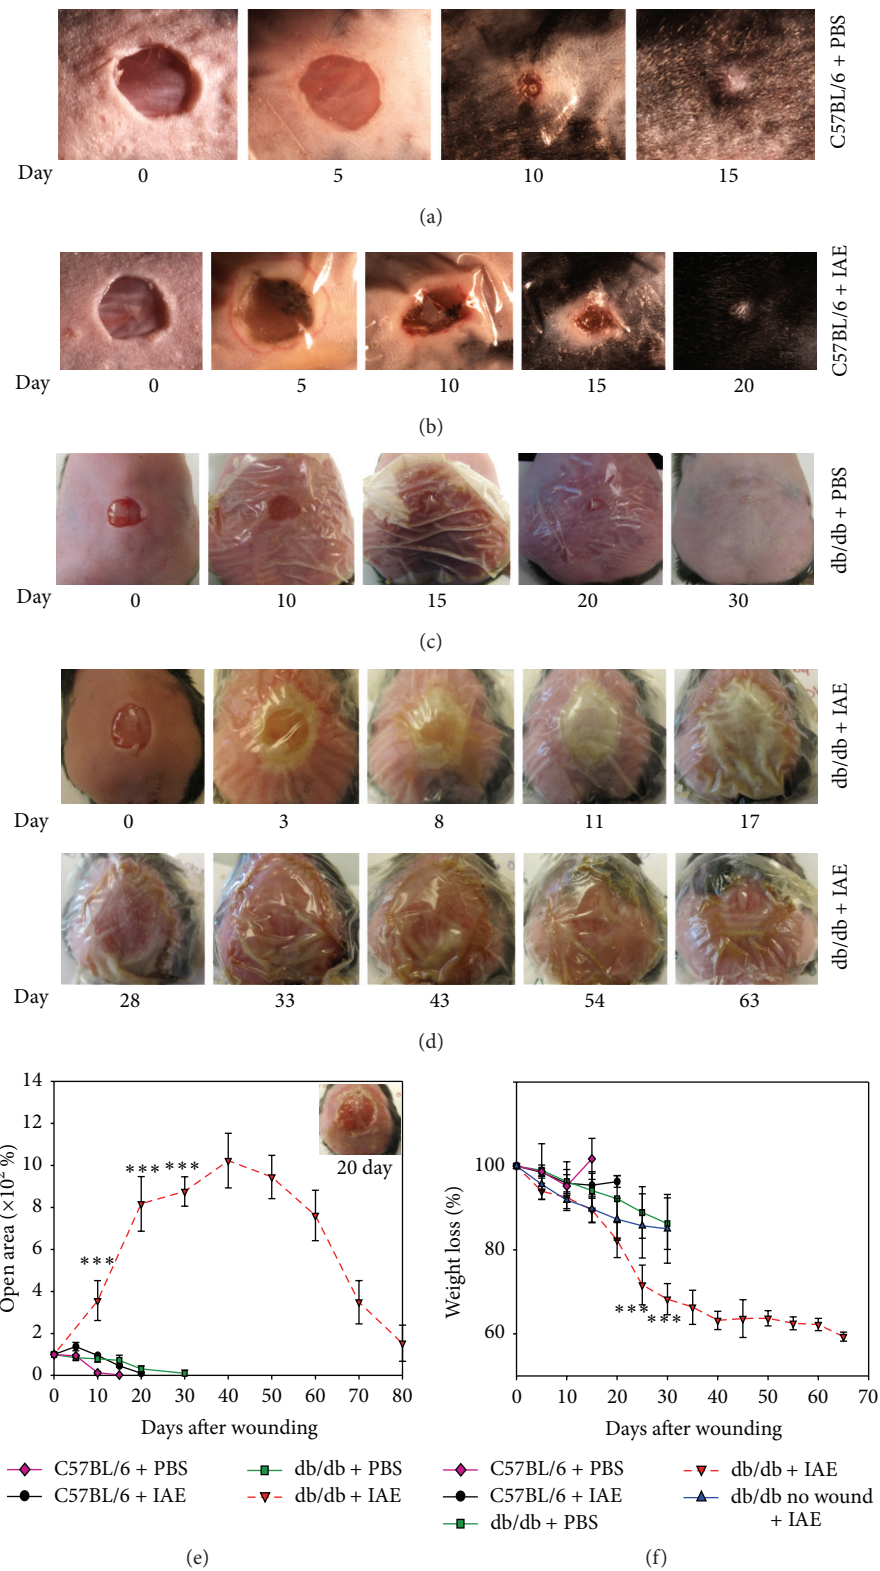 C57BL/6 + PBS
Day 0 5 10 15
(a)
C57BL/6 + IAE
Day 0 5 10 15 20
(b)
db/db + PBS
Day 0 10 15 20 30
(c)
db/db + IAE
Day 0 3 8 11 17
db/db + IAE
Day 28 33 43 54 63
(d)
Open area (×10² %)
14
12
10
8
6
4
2
0
*** *** ***
20 day
0 10 20 30 40 50 60 70 80
Days after wounding
C57BL/6 + PBS
C57BL/6 + IAE
db/db + PBS
db/db + IAE
(e)
Weight loss (%)
100
80
60
*** ***
0 10 20 30 40 50 60 70
Days after wounding
C57BL/6 + PBS
C57BL/6 + IAE
db/db + PBS
db/db + IAE
db/db no wound
+ IAE
(f)